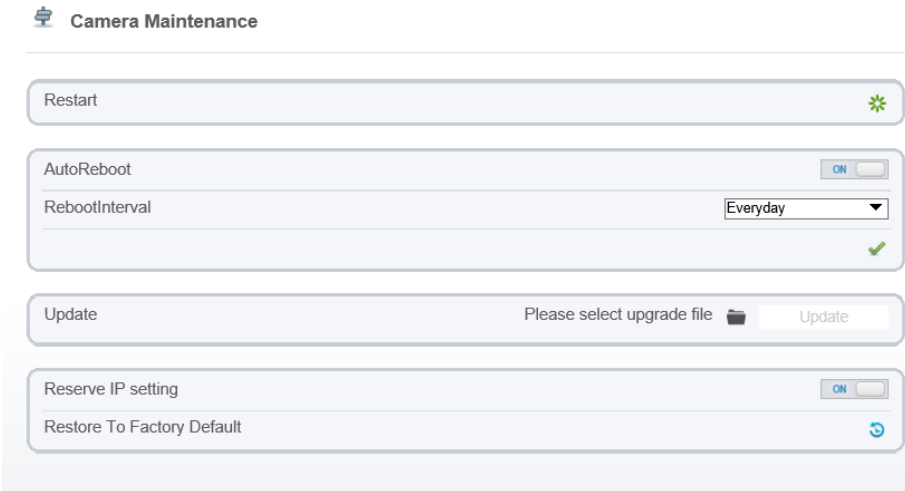 Camera Maintenance
Restart
AutoReboot ON
RebootInterval Everyday
Update Please select upgrade file Update
Reserve IP setting ON
Restore To Factory Default